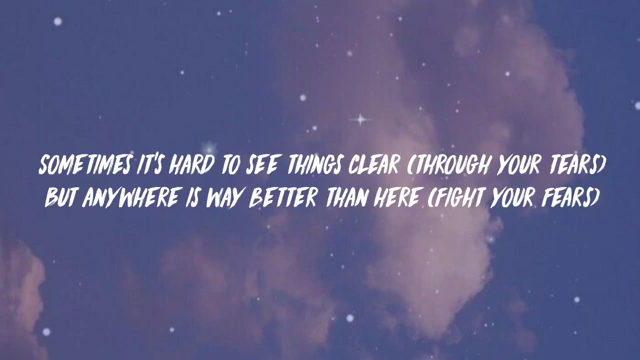 SOMETIMES IT'S HARD TO SEE THINGS CLEAR (THROUGH YOUR TEARS)
BUT ANYWHERE IS WAY BETTER THAN HERE (FIGHT YOUR FEARS)